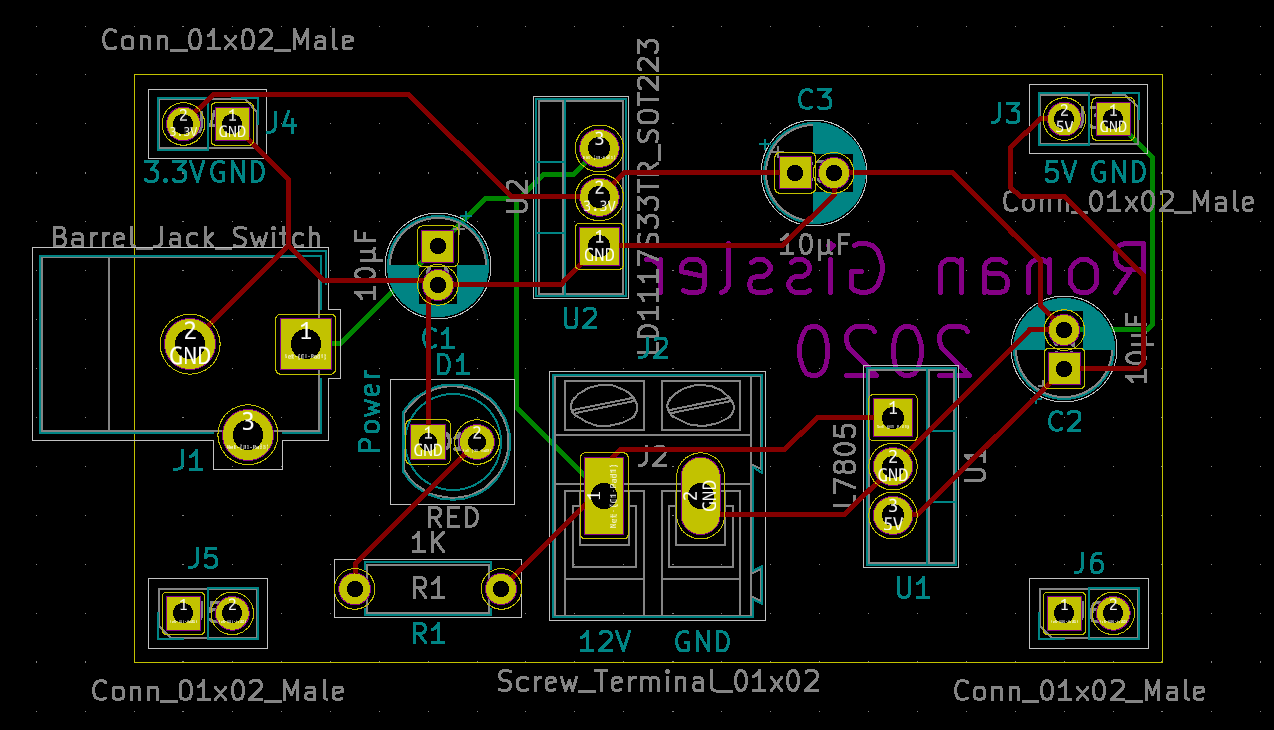 Conn_01x02_Male
LD1117S33TR_SOT223
C3
2
3.3V
1
GND
J4
3
J3
2
5V
1
GND
3.3V GND
5V GND
2
3.3V
U2
Conn_01x02_Male
Barrel_Jack_Switch
10µF
1
GND
10µF
Ronan Gissler
2020
2
GND
1
C1
U2
J2
10µF
D1
Power
3
J1
1
GND
2
1
C2
J2
L7805
2
GND
U1
1
2
GND
3
5V
RED
1K
J5
J6
R1
U1
1
2
1
2
R1
12V
GND
Conn_01x02_Male
Screw_Terminal_01x02
Conn_01x02_Male